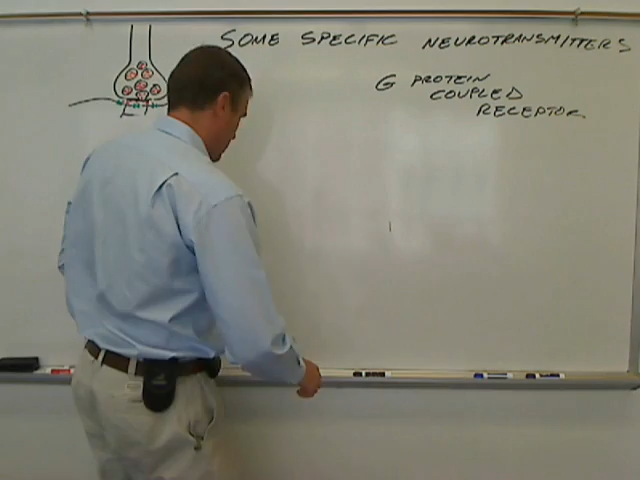 SOME SPECIFIC NEUROTRANSMITTERS
G PROTEIN
COUPLED
RECEPTOR